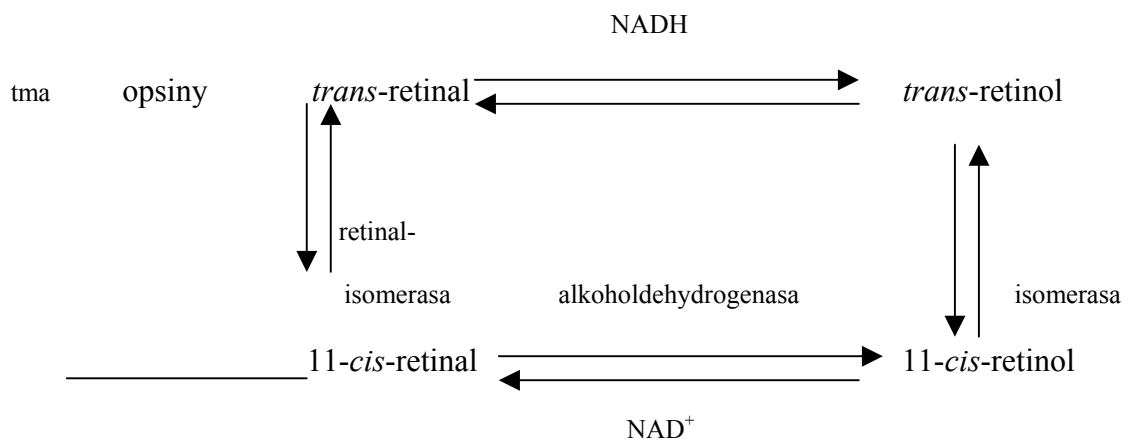 NADH
tma opsiny trans-retinal trans-retinol
retinal-
isomerasa alkoholdehydrogenasa isomerasa
11-cis-retinal 11-cis-retinol
NAD⁺